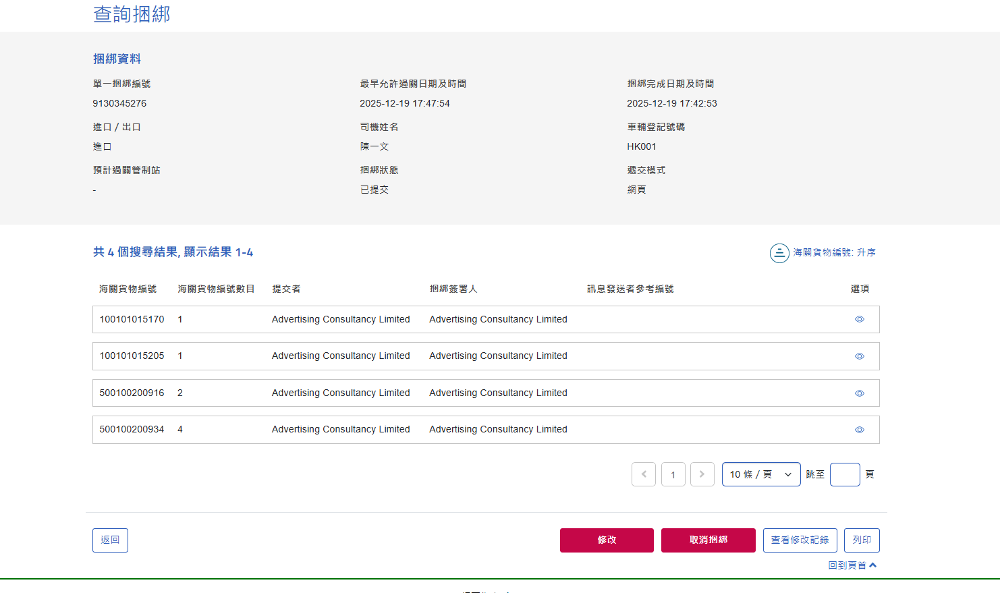 查詢捆綁
捆綁資料
單一捆綁編號 最早允許過關日期及時間 捆綁完成日期及時間
9130345276 2025-12-19 17:47:54 2025-12-19 17:42:53
進口 / 出口 司機姓名 車輛登記號碼
進口 陳一文 HK001
預計過關管制站 捆綁狀態 遞交模式
- 已提交 網頁
共 4 個搜尋結果, 顯示結果 1-4 海關貨物編號: 升序
海關貨物編號 海關貨物編號數目 提交者 捆綁簽署人 訊息發送者參考編號 選項
100101015170 1 Advertising Consultancy Limited Advertising Consultancy Limited
100101015205 1 Advertising Consultancy Limited Advertising Consultancy Limited
500100200916 2 Advertising Consultancy Limited Advertising Consultancy Limited
500100200934 4 Advertising Consultancy Limited Advertising Consultancy Limited
1 10 條 / 頁 跳至 頁
返回 修改 取消捆綁 查看修改記錄 列印
回到頁首